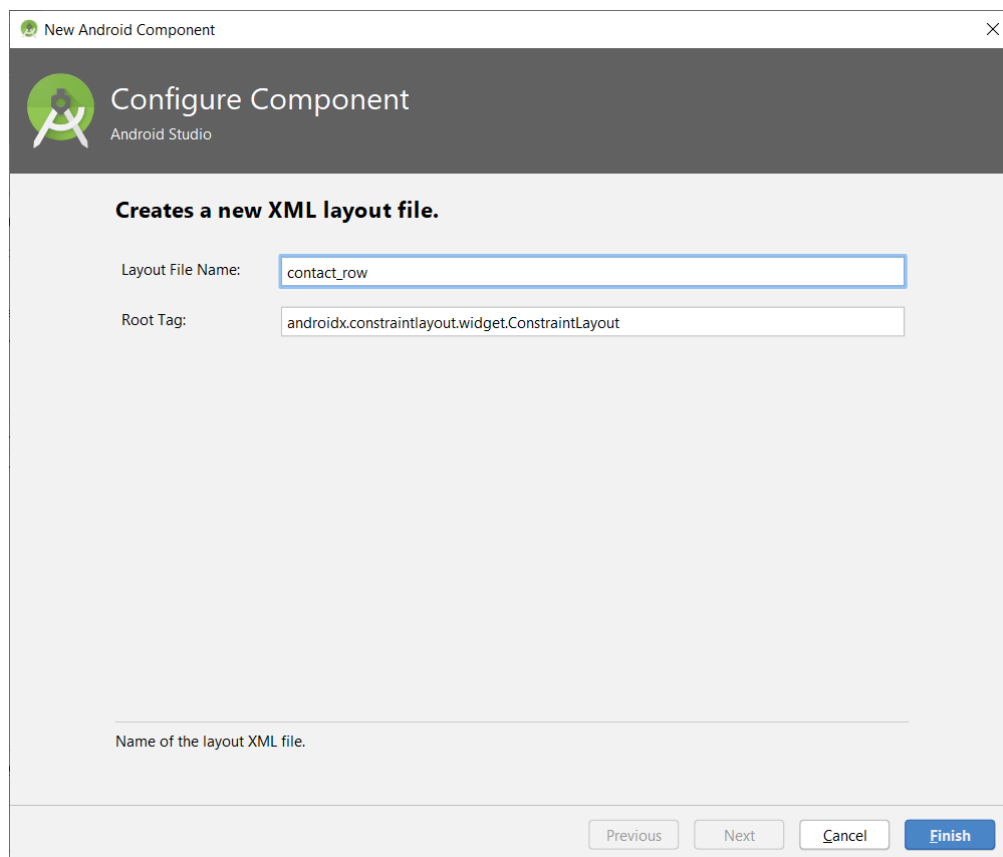 New Android Component
Configure Component
Android Studio
Creates a new XML layout file.
Layout File Name: contact_row
Root Tag: androidx.constraintlayout.widget.ConstraintLayout
Name of the layout XML file.
Previous Next Cancel Finish